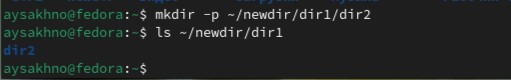 aysakhno@fedora:~$ mkdir -p ~/newdir/dir1/dir2
aysakhno@fedora:~$ ls ~/newdir/dir1
dir2
aysakhno@fedora:~$